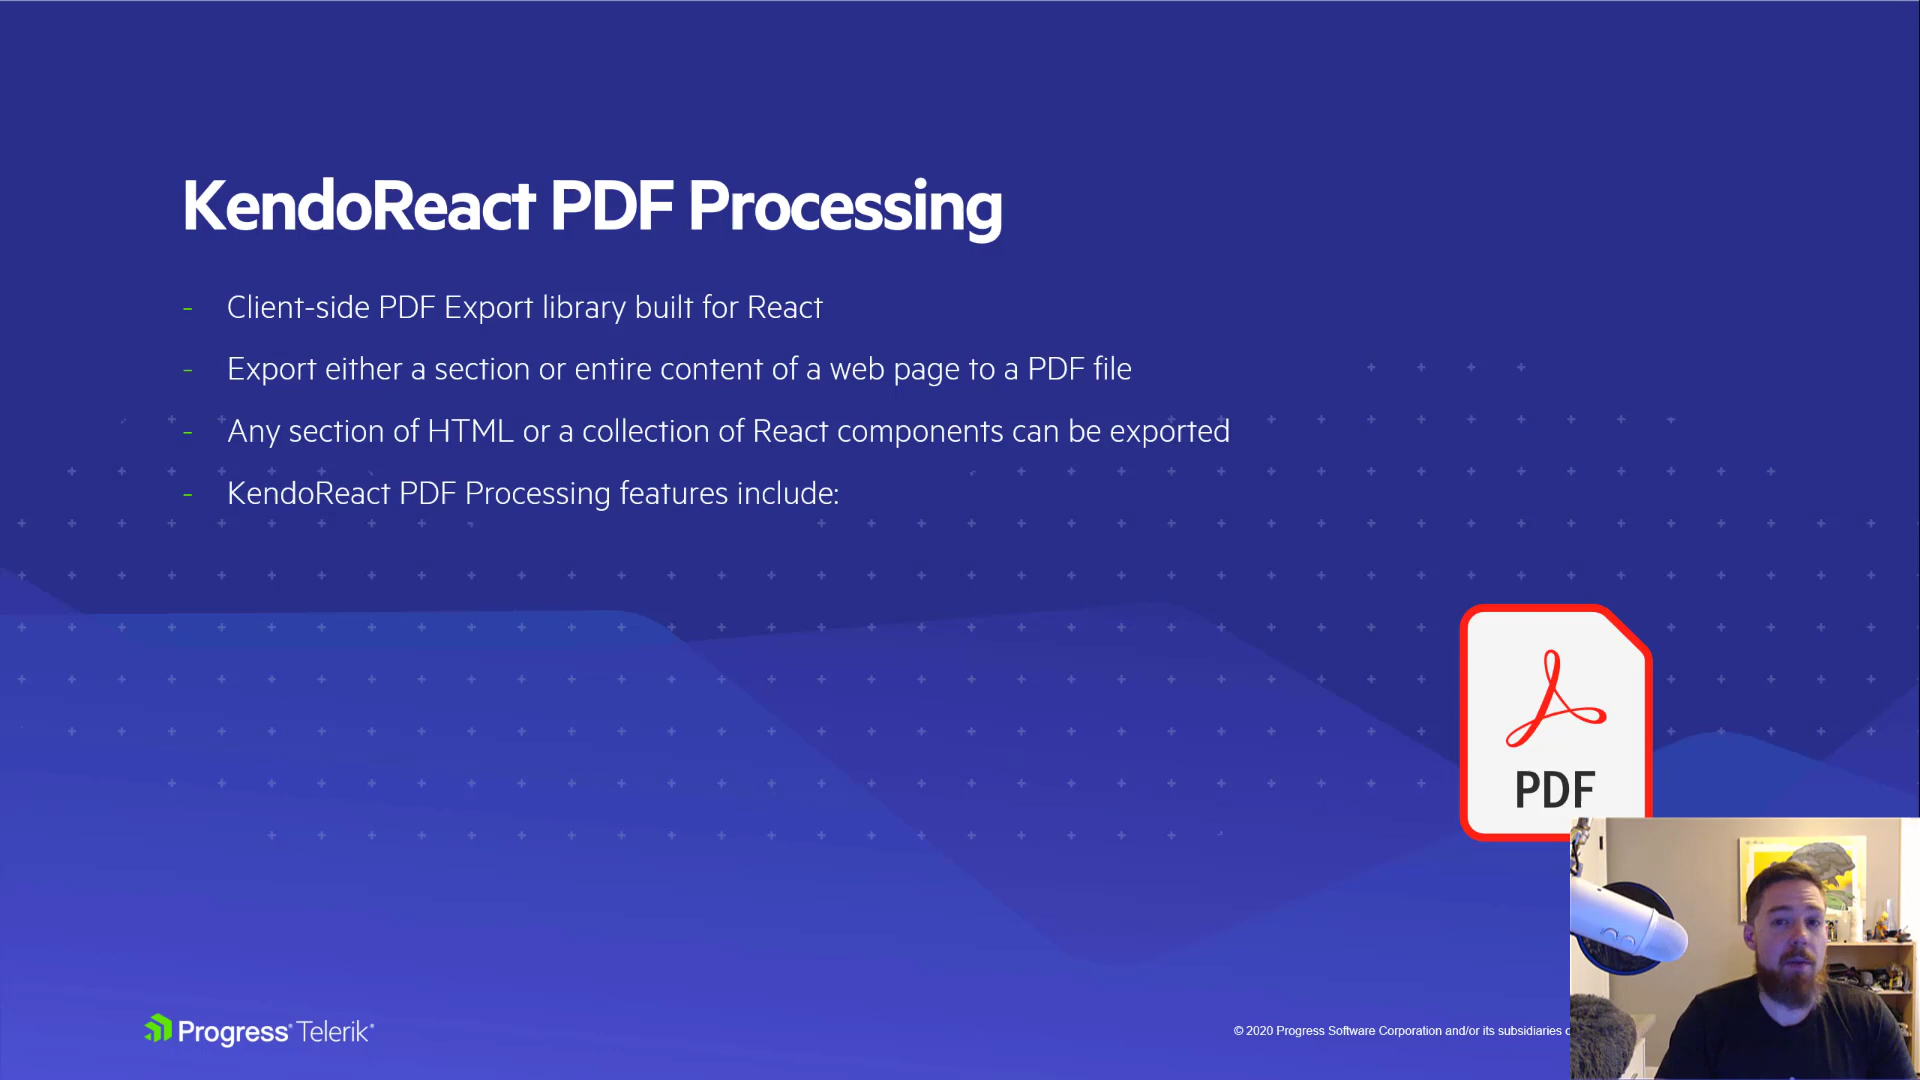 KendoReact PDF Processing
- Client-side PDF Export library built for React
- Export either a section or entire content of a web page to a PDF file
- Any section of HTML or a collection of React components can be exported
- KendoReact PDF Processing features include:
PDF
Progress® Telerik®
© 2020 Progress Software Corporation and/or its subsidiaries